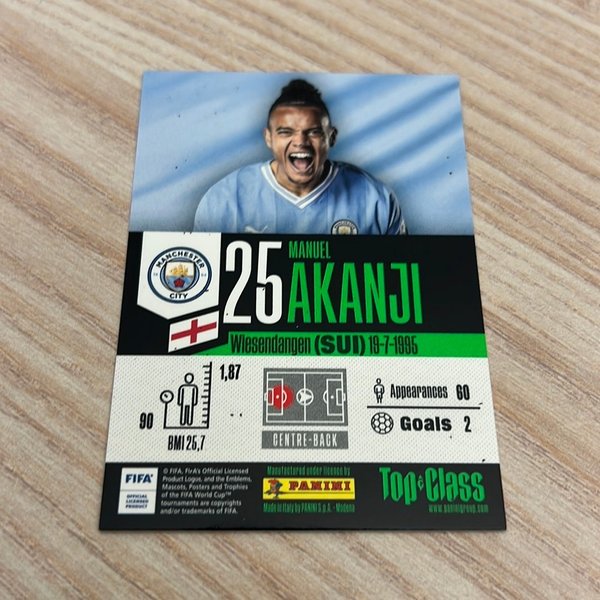 MANCHESTER
CITY
25
MANUEL
AKANJI
Wiesendangen (SUI) 19-7-1995
1,87
90
BMI 25,7
CENTRE-BACK
Appearances 60
Goals 2
FIFA®
OFFICIAL
LICENSED
PRODUCT
© FIFA, FIFA's Official Licensed
Product Logos, and the Emblems,
Mascots, Posters and Trophies
of the FIFA World Cup™
tournaments are copyrights
and/or trademarks of FIFA.
Manufactured under licence by
PANINI
Made in Italy by PANINI S.p.A. - Modena
Top Class
www.paninigroup.com